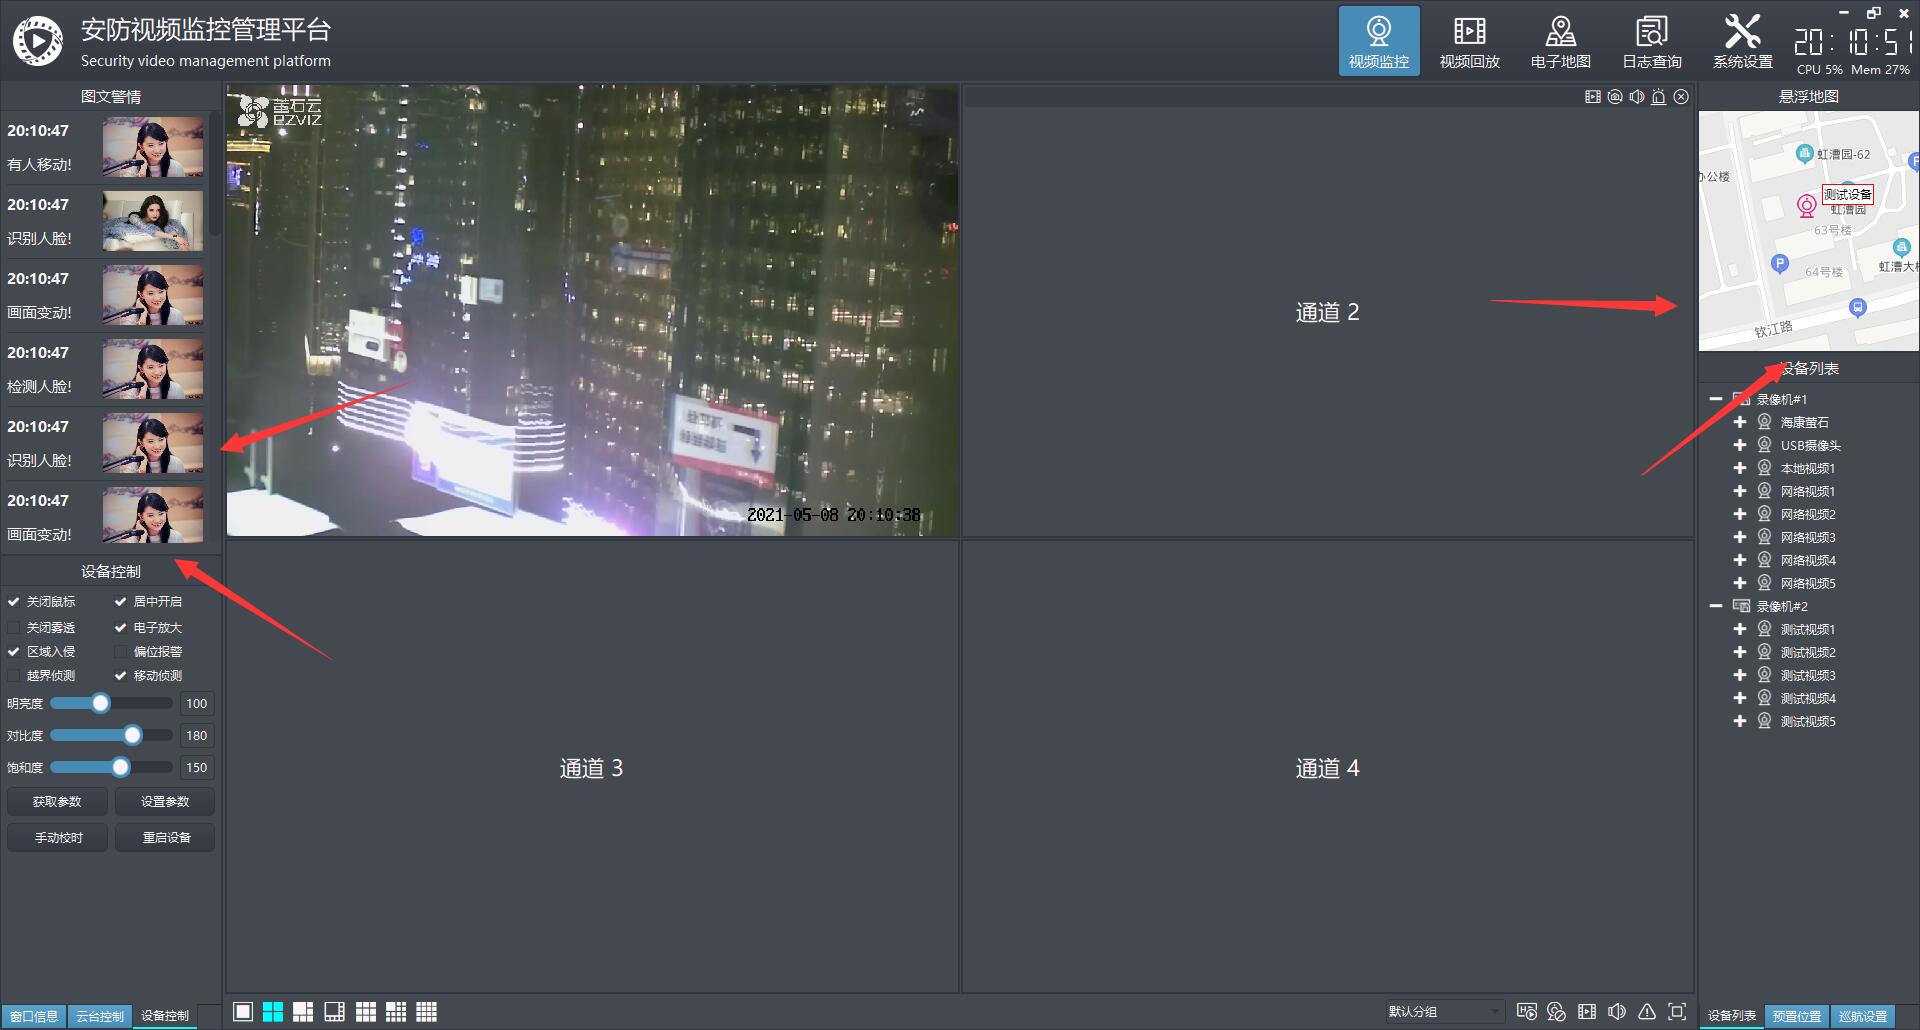 安防视频监控管理平台
Security video management platform
视频监控
视频回放
电子地图
日志查询
系统设置
20:10:51
CPU 5% Mem 27%
图文警情
20:10:47
有人移动!
20:10:47
识别人脸!
20:10:47
画面变动!
20:10:47
检测人脸!
20:10:47
识别人脸!
20:10:47
画面变动!
设备控制
关闭鼠标
居中开启
关闭雾透
电子放大
区域入侵
偏位报警
越界侦测
移动侦测
明亮度 100
对比度 180
饱和度 150
获取参数
设置参数
手动校时
重启设备
窗口信息
云台控制
设备控制
萤石云
EZVIZ
2021-05-08 20:10:38
通道 2
通道 3
通道 4
默认分组
悬浮地图
虹漕园-62
办公楼
测试设备
虹漕园
63号楼
P
64号楼
虹漕大
钦江路
设备列表
录像机#1
海康萤石
USB摄像头
本地视频1
网络视频1
网络视频2
网络视频3
网络视频4
网络视频5
录像机#2
测试视频1
测试视频2
测试视频3
测试视频4
测试视频5
设备列表
预置位置
巡航设置